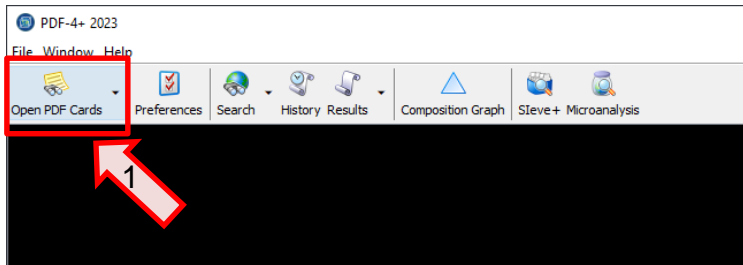 PDF-4+ 2023
File Window Help
Open PDF Cards Preferences Search History Results Composition Graph SIeve+ Microanalysis
1